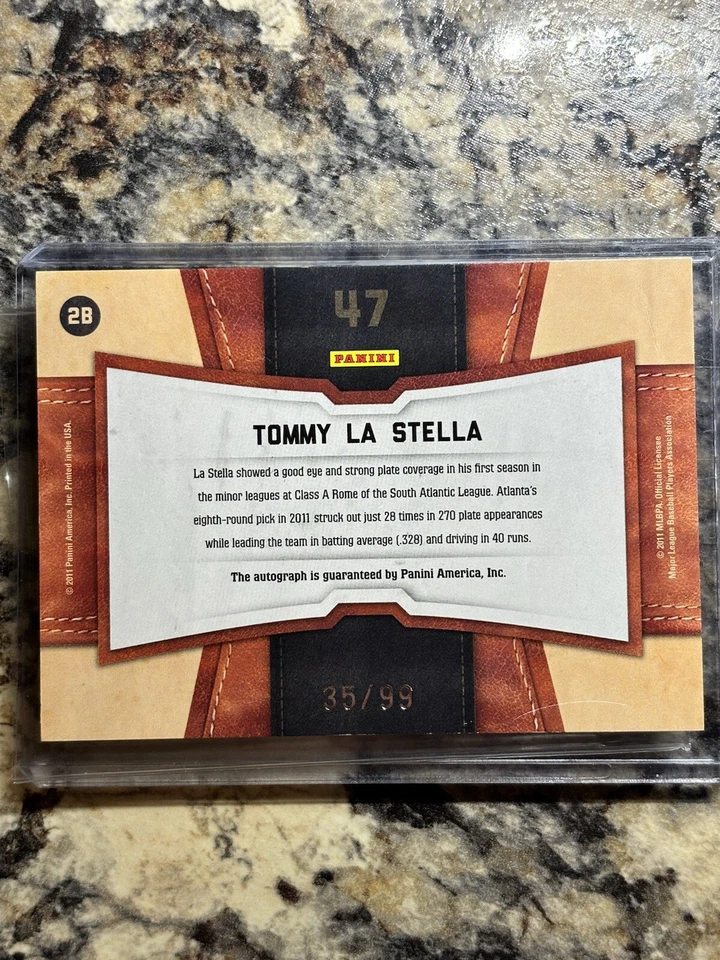 47
2B
PANINI
TOMMY LA STELLA
La Stella showed a good eye and strong plate coverage in his first season in
the minor leagues at Class A Rome of the South Atlantic League. Atlanta's
eighth-round pick in 2011 struck out just 28 times in 270 plate appearances
while leading the team in batting average (.328) and driving in 40 runs.
The autograph is guaranteed by Panini America, Inc.
35/99
© 2011 Panini America, Inc. Printed in the USA.
© 2011 MLBPA. Official Licensee
Major League Baseball Players Association